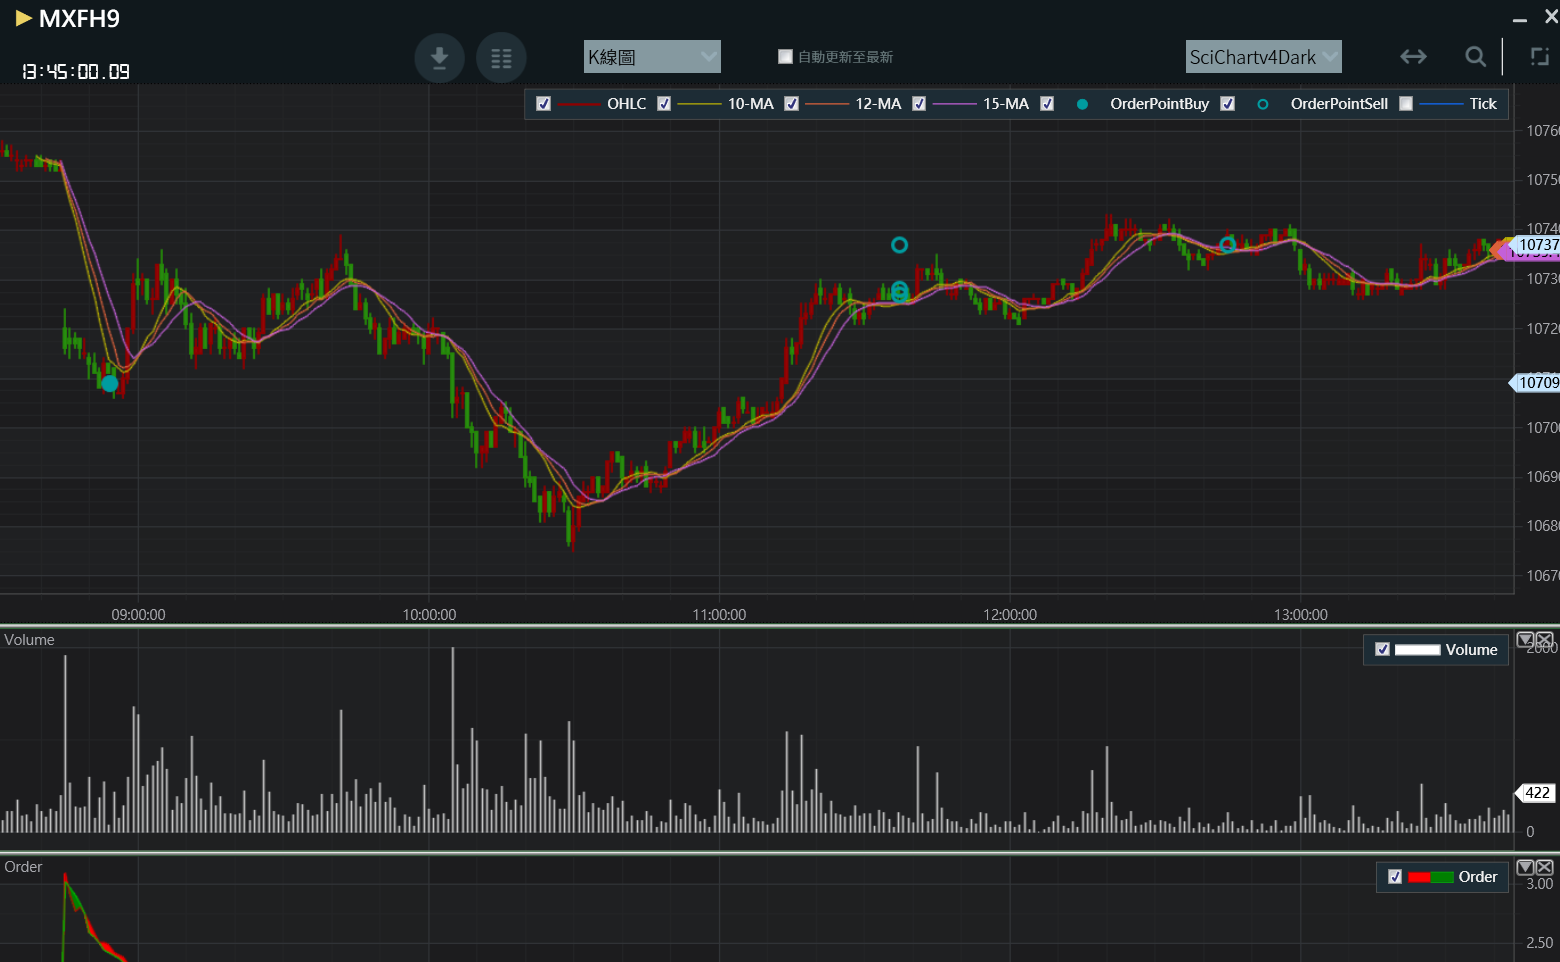 MXFH9
13:45:00.09
K線圖
自動更新至最新
SciChartv4Dark
OHLC 10-MA 12-MA 15-MA OrderPointBuy OrderPointSell Tick
10760
10750
10740
10737
10730
10720
10709
10700
10690
10680
10670
09:00:00 10:00:00 11:00:00 12:00:00 13:00:00
Volume
Volume
2000
422
0
Order
Order
3.00
2.50